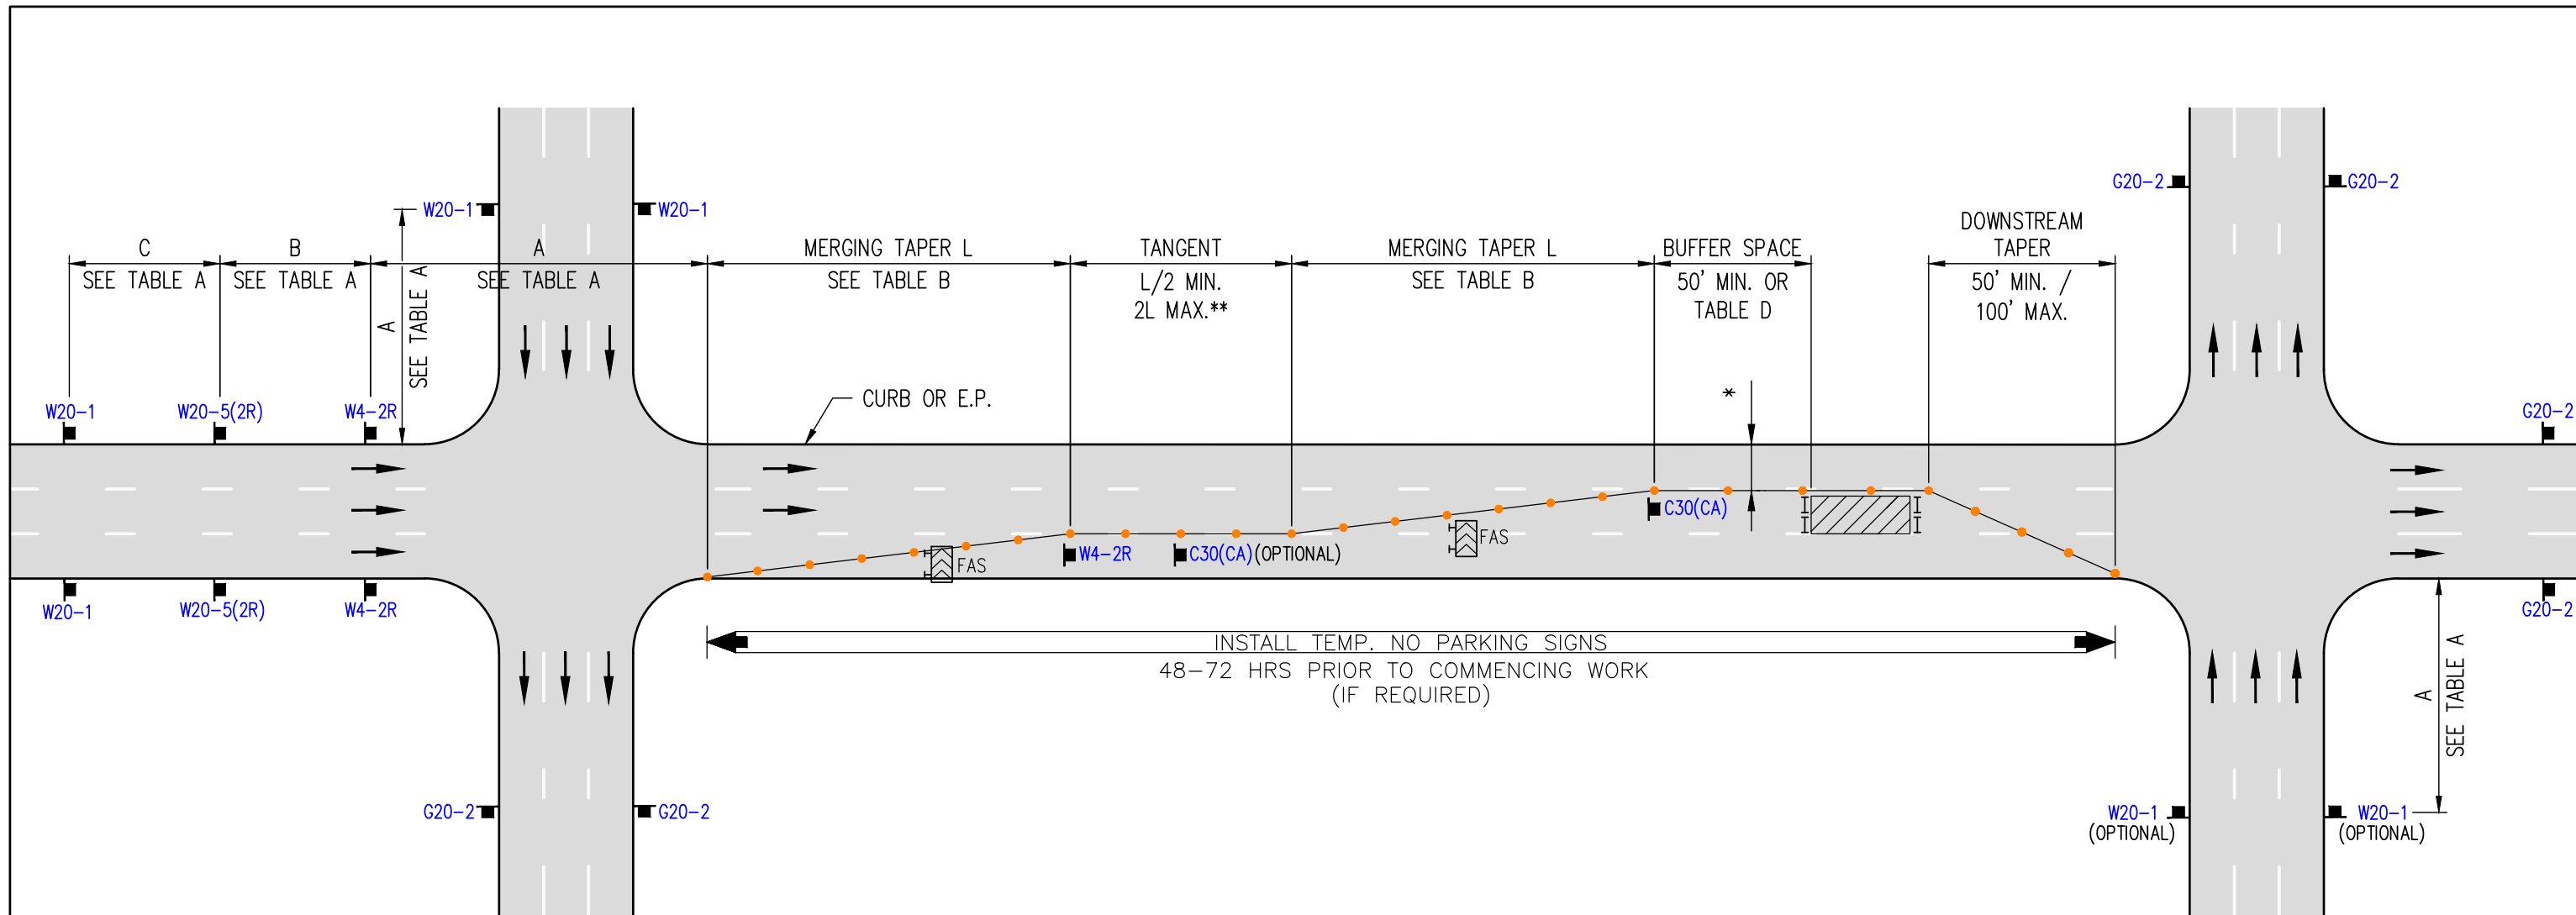 G20-2
G20-2
W20-1
W20-1
C
SEE TABLE A
B
SEE TABLE A
A
SEE TABLE A
A
SEE TABLE A
MERGING TAPER L
SEE TABLE B
TANGENT
L/2 MIN.
2L MAX.**
MERGING TAPER L
SEE TABLE B
BUFFER SPACE
50' MIN. OR
TABLE D
DOWNSTREAM
TAPER
50' MIN. /
100' MAX.
*
CURB OR E.P.
W20-1
W20-5(2R)
W4-2R
G20-2
C30(CA)
FAS
W4-2R
C30(CA)(OPTIONAL)
FAS
W20-1
W20-5(2R)
W4-2R
G20-2
INSTALL TEMP. NO PARKING SIGNS
48-72 HRS PRIOR TO COMMENCING WORK
(IF REQUIRED)
A
SEE TABLE A
G20-2
G20-2
W20-1
(OPTIONAL)
W20-1
(OPTIONAL)